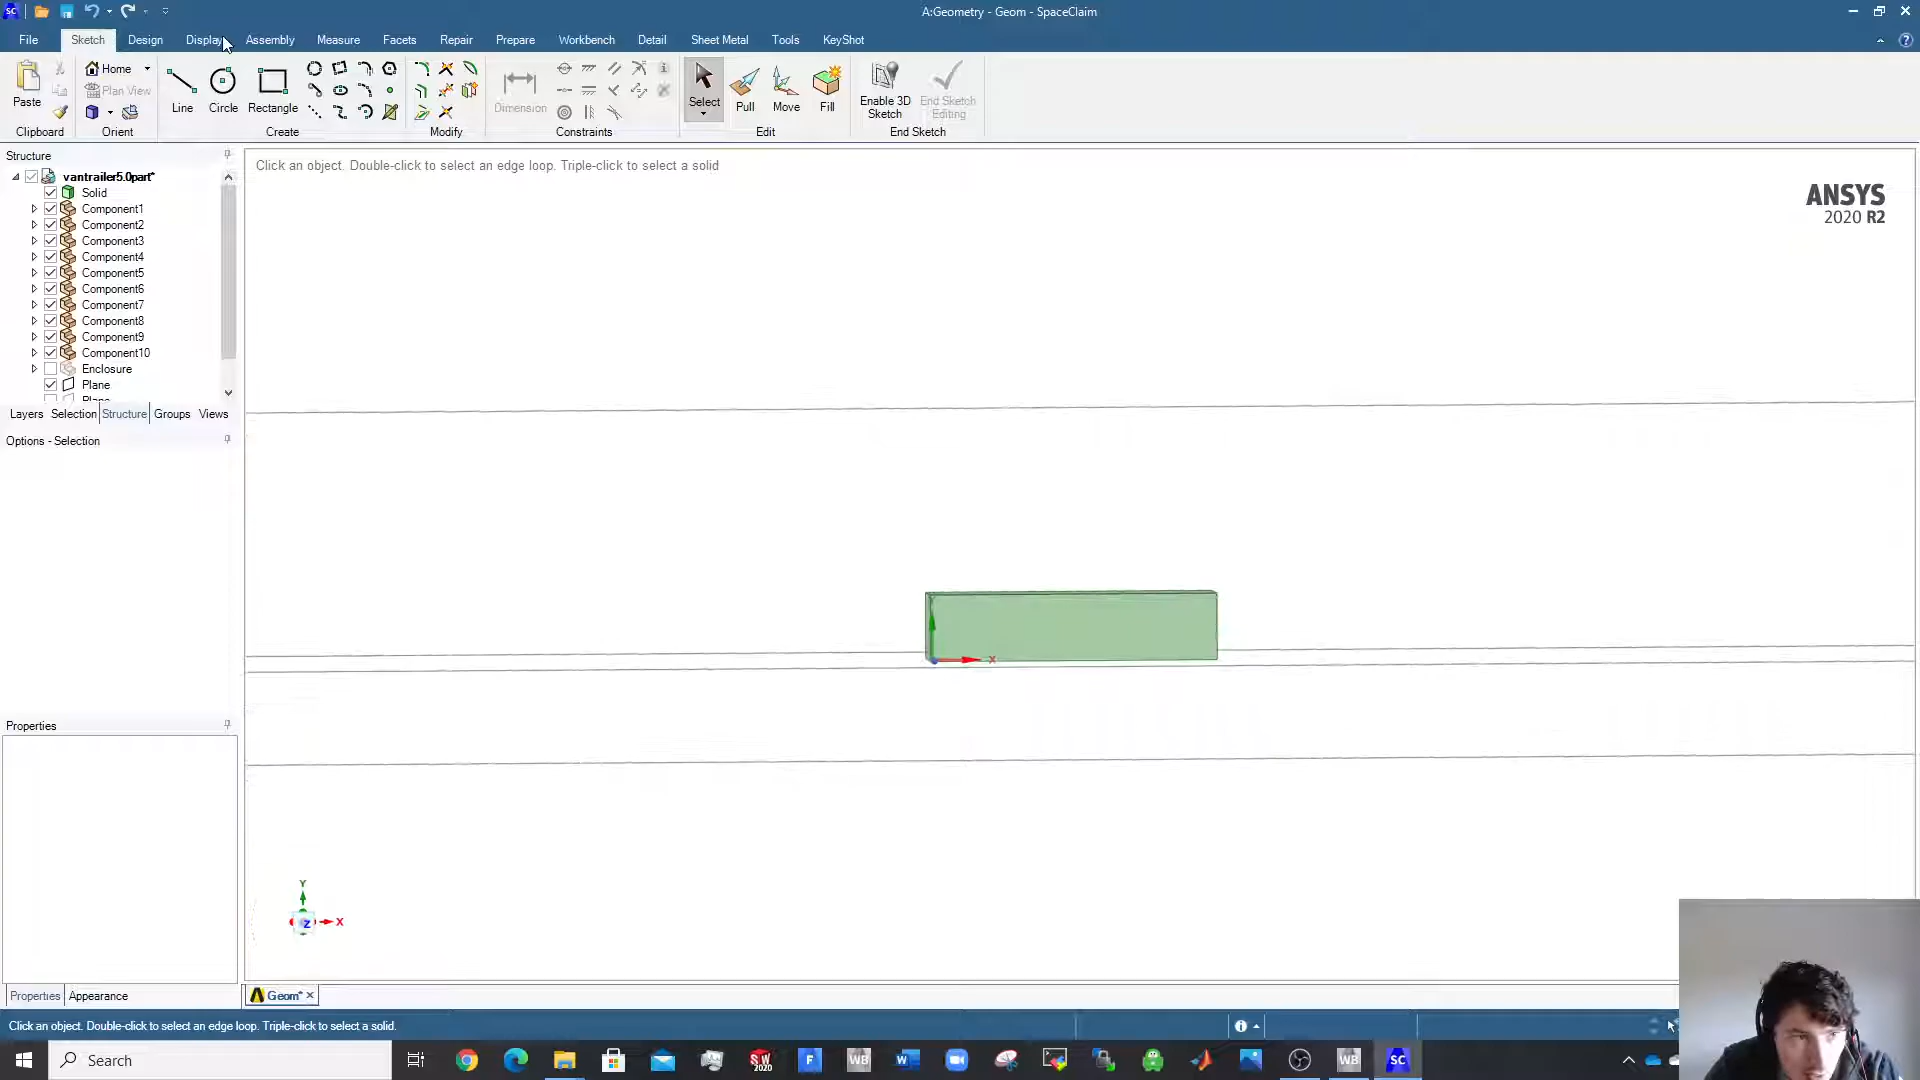 A:Geometry - Geom - SpaceClaim
File Sketch Design Display Assembly Measure Facets Repair Prepare Workbench Detail Sheet Metal Tools KeyShot
Paste
Home
Plan View
Line Circle Rectangle
Dimension
Select Pull Move Fill
Enable 3D Sketch
End Sketch Editing
Clipboard Orient Create Modify Constraints Edit End Sketch
Structure
vantrailer5.0part*
Solid
Component1
Component2
Component3
Component4
Component5
Component6
Component7
Component8
Component9
Component10
Enclosure
Plane
Plane
Layers Selection Structure Groups Views
Options - Selection
Properties
Properties Appearance
Click an object. Double-click to select an edge loop. Triple-click to select a solid
ANSYS
2020 R2
X
Y
X
Z
Geom*
Click an object. Double-click to select an edge loop. Triple-click to select a solid.
Search